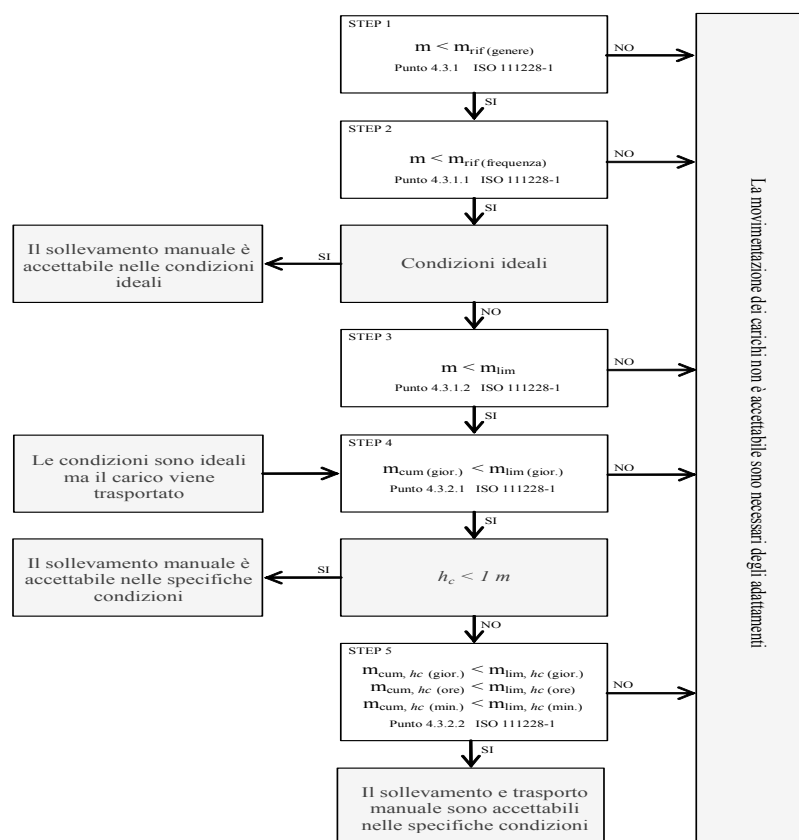 STEP 1
m < mrif (genere)
Punto 4.3.1 ISO 111228-1
NO
SI
STEP 2
m < mrif (frequenza)
Punto 4.3.1.1 ISO 111228-1
NO
SI
Il sollevamento manuale è
accettabile nelle condizioni
ideali
SI
Condizioni ideali
NO
STEP 3
m < mlim
Punto 4.3.1.2 ISO 111228-1
NO
SI
Le condizioni sono ideali
ma il carico viene
trasportato
STEP 4
mcum (gior.) < mlim (gior.)
Punto 4.3.2.1 ISO 111228-1
NO
SI
Il sollevamento manuale è
accettabile nelle specifiche
condizioni
SI
hc < 1 m
NO
STEP 5
mcum, hc (gior.) < mlim, hc (gior.)
mcum, hc (ore) < mlim, hc (ore)
mcum, hc (min.) < mlim, hc (min.)
Punto 4.3.2.2 ISO 111228-1
NO
SI
Il sollevamento e trasporto
manuale sono accettabili
nelle specifiche condizioni
La movimentazione dei carichi non è accettabile sono necessari degli adattamenti